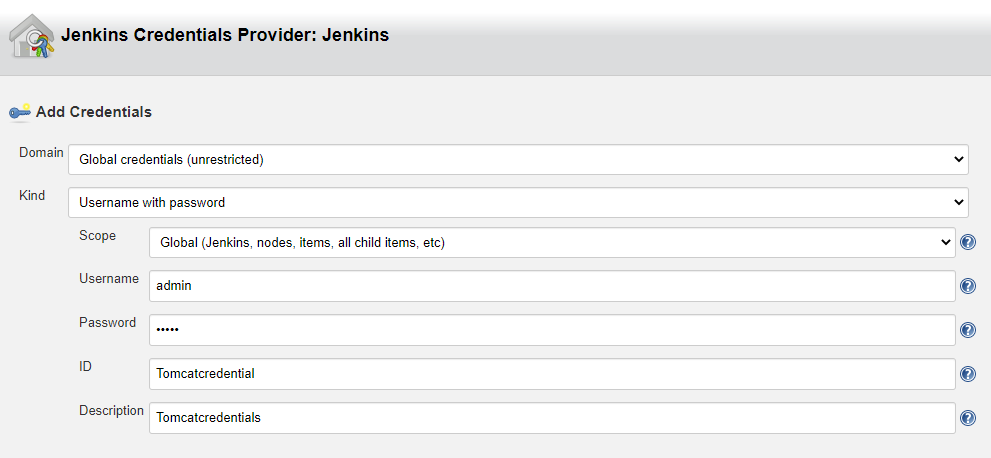 Jenkins Credentials Provider: Jenkins
Add Credentials
Domain
Global credentials (unrestricted)
Kind
Username with password
Scope
Global (Jenkins, nodes, items, all child items, etc)
Username
admin
Password
•••••
ID
Tomcatcredential
Description
Tomcatcredentials